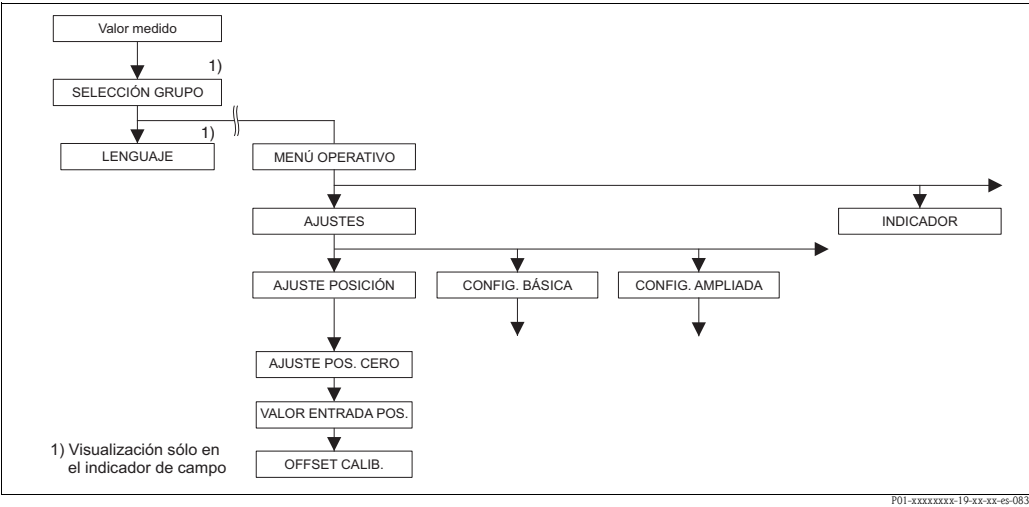 Valor medido
1)
SELECCIÓN GRUPO
1)
LENGUAJE
MENÚ OPERATIVO
AJUSTES
INDICADOR
AJUSTE POSICIÓN
CONFIG. BÁSICA
CONFIG. AMPLIADA
AJUSTE POS. CERO
VALOR ENTRADA POS.
OFFSET CALIB.
1) Visualización sólo en
el indicador de campo
P01-xxxxxxxx-19-xx-xx-es-083